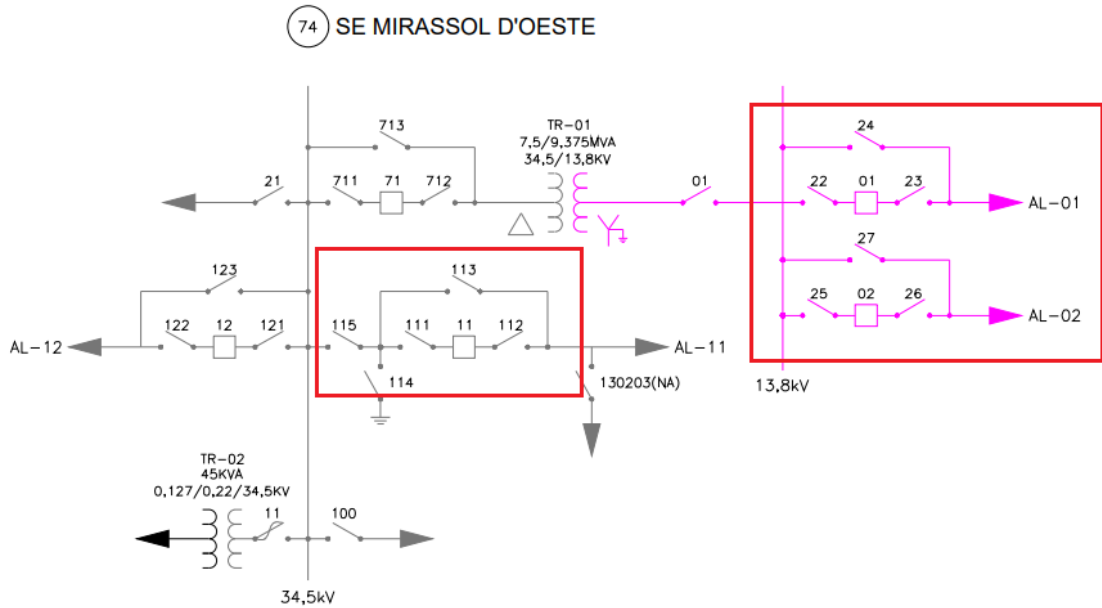 74 SE MIRASSOL D'OESTE
713
TR-01
7,5/9,375MVA
34,5/13,8KV
24
21
711
71
712
01
22
01
23
AL-01
123
113
27
122
12
121
115
111
11
112
25
02
26
AL-02
AL-12
AL-11
114
130203(NA)
13,8kV
TR-02
45KVA
0,127/0,22/34,5KV
11
100
34,5kV